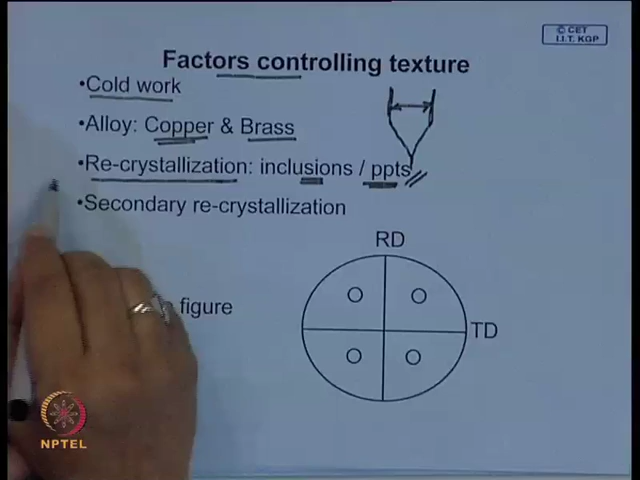 © CET
I.I.T. KGP
Factors controlling texture
•Cold work
•Alloy: Copper & Brass
•Re-crystallization: inclusions / ppts
•Secondary re-crystallization
RD
figure
TD
NPTEL